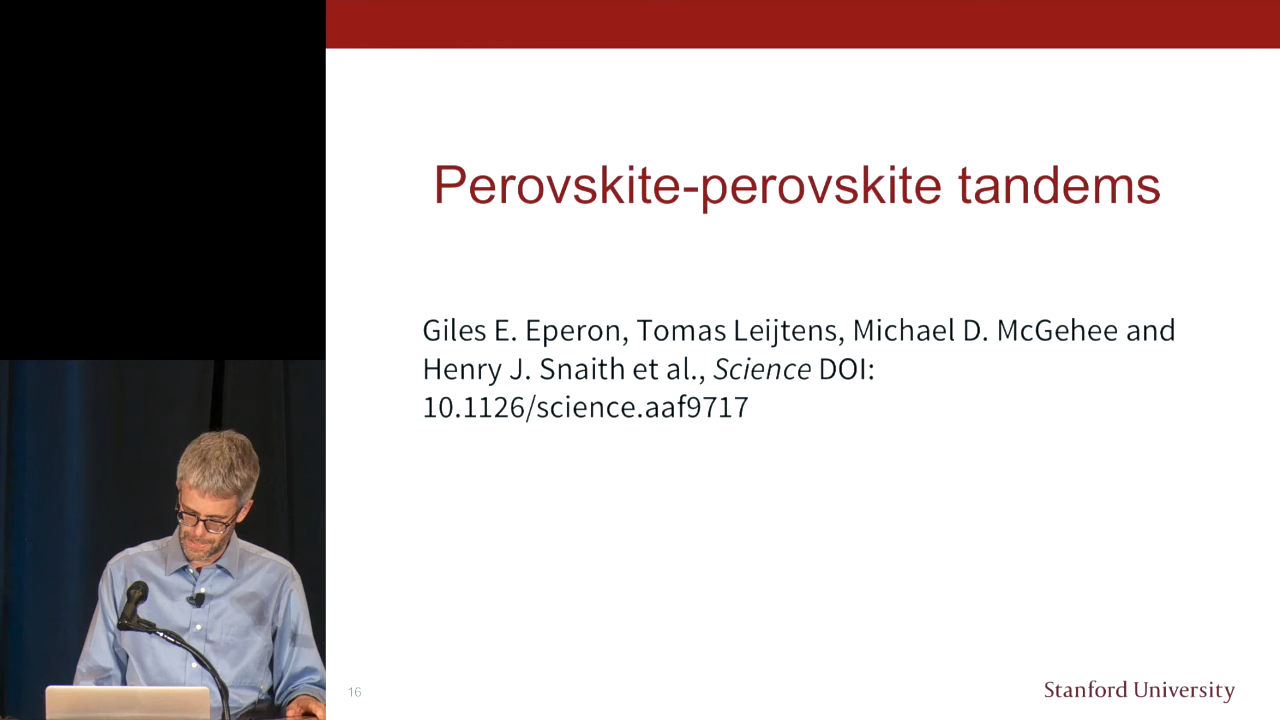 Perovskite-perovskite tandems
Giles E. Eperon, Tomas Leijtens, Michael D. McGehee and
Henry J. Snaith et al., Science DOI:
10.1126/science.aaf9717
16
Stanford University